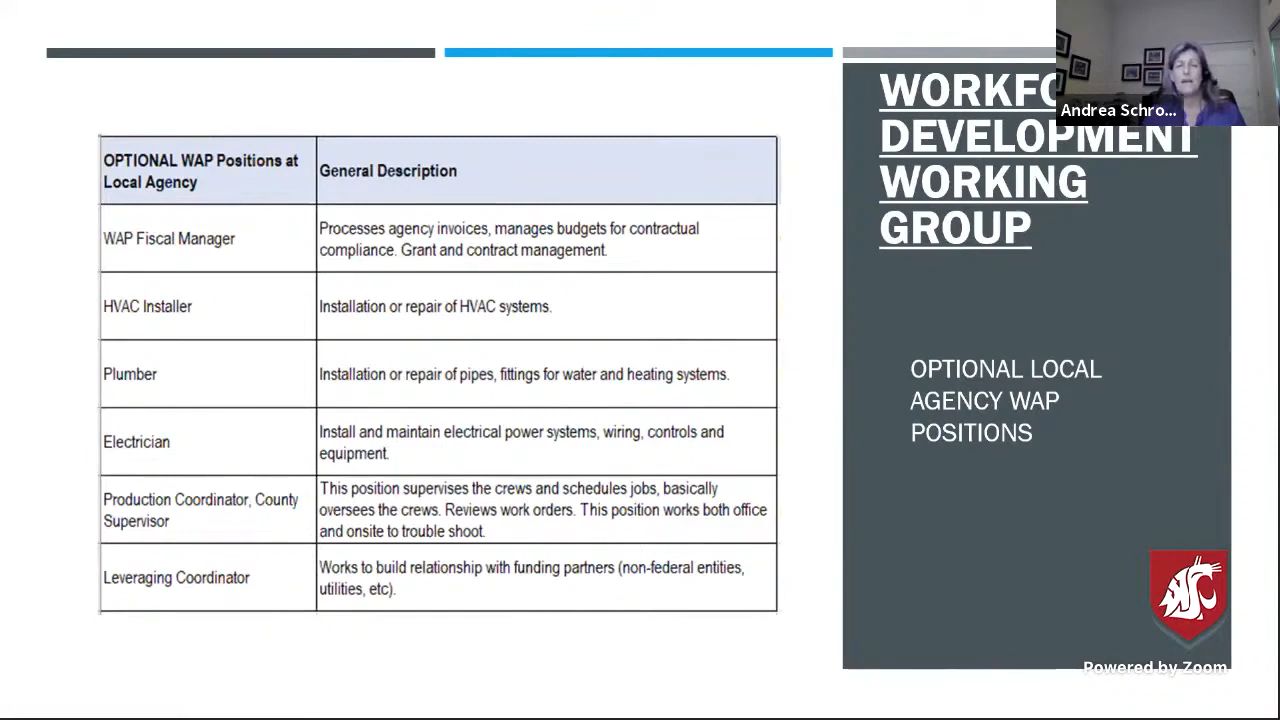 OPTIONAL WAP Positions at
Local Agency
General Description
WAP Fiscal Manager
Processes agency invoices, manages budgets for contractual
compliance. Grant and contract management.
HVAC Installer
Installation or repair of HVAC systems.
Plumber
Installation or repair of pipes, fittings for water and heating systems.
Electrician
Install and maintain electrical power systems, wiring, controls and
equipment.
Production Coordinator, County
Supervisor
This position supervises the crews and schedules jobs, basically
oversees the crews. Reviews work orders. This position works both office
and onsite to trouble shoot.
Leveraging Coordinator
Works to build relationship with funding partners (non-federal entities,
utilities, etc).
DEVELOPMENT
WORKING
GROUP
OPTIONAL LOCAL
AGENCY WAP
POSITIONS
Andrea Schro...
Powered by Zoom